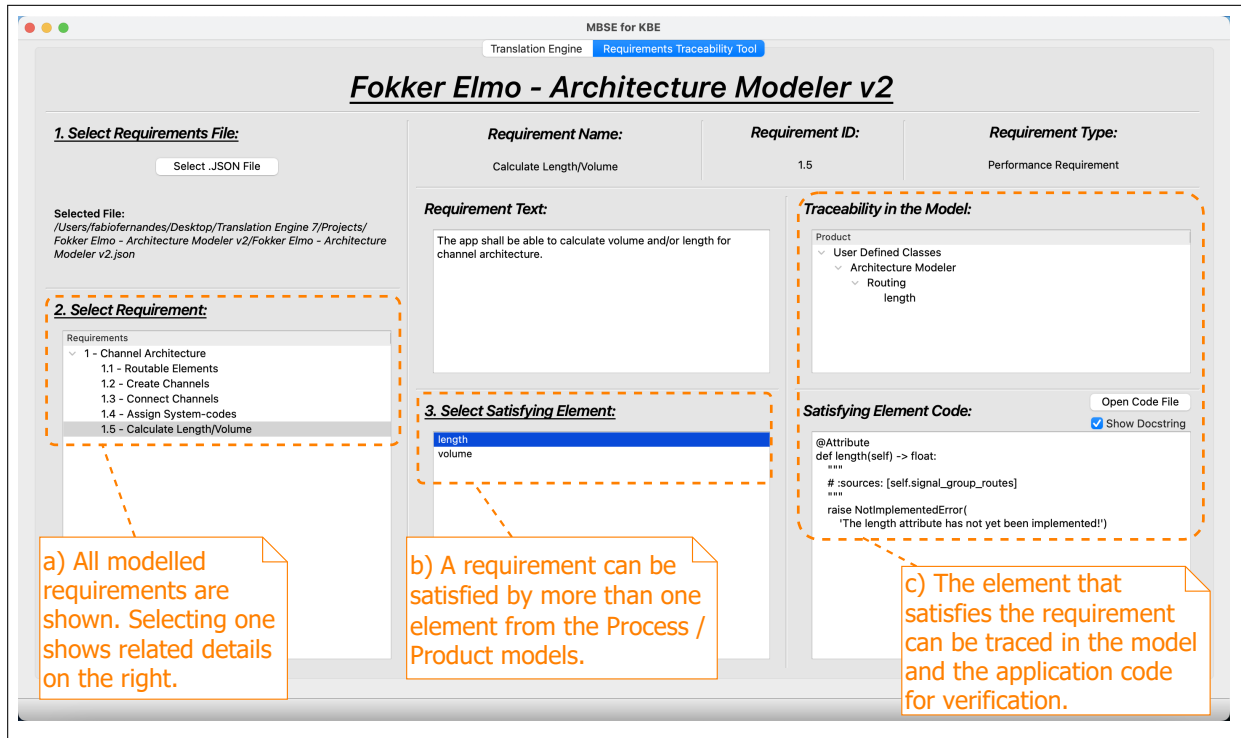 MBSE for KBE
Translation Engine
Requirements Traceability Tool
Fokker Elmo - Architecture Modeler v2
1. Select Requirements File:
Select .JSON File
Selected File:
/Users/fabiofernandes/Desktop/Translation Engine 7/Projects/
Fokker Elmo - Architecture Modeler v2/Fokker Elmo - Architecture
Modeler v2.json
Requirement Name:
Calculate Length/Volume
Requirement ID:
1.5
Requirement Type:
Performance Requirement
2. Select Requirement:
Requirements
1 - Channel Architecture
1.1 - Routable Elements
1.2 - Create Channels
1.3 - Connect Channels
1.4 - Assign System-codes
1.5 - Calculate Length/Volume
a) All modelled
requirements are
shown. Selecting one
shows related details
on the right.
Requirement Text:
The app shall be able to calculate volume and/or length for
channel architecture.
3. Select Satisfying Element:
length
volume
b) A requirement can be
satisfied by more than one
element from the Process /
Product models.
Traceability in the Model:
Product
User Defined Classes
Architecture Modeler
Routing
length
Satisfying Element Code:
Open Code File
Show Docstring
@Attribute
def length(self) -> float:
"""
# :sources: [self.signal_group_routes]
"""
raise NotImplementedError(
'The length attribute has not yet been implemented!')
c) The element that
satisfies the requirement
can be traced in the model
and the application code
for verification.